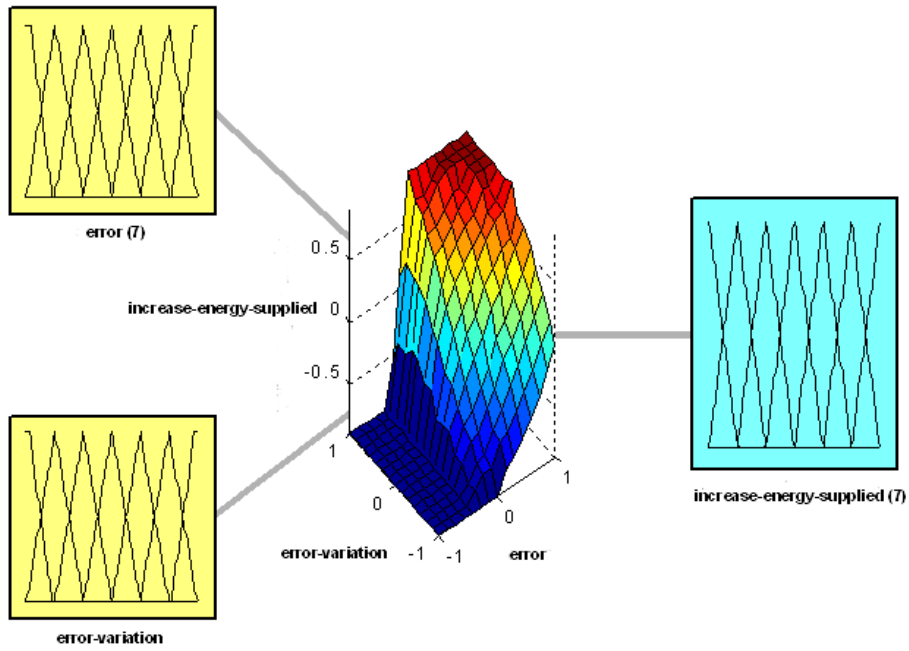 error (7)
0.5
increase-energy-supplied
0
-0.5
1
0
error-variation
-1
-1
0
1
error
increase-energy-supplied (7)
error-variation